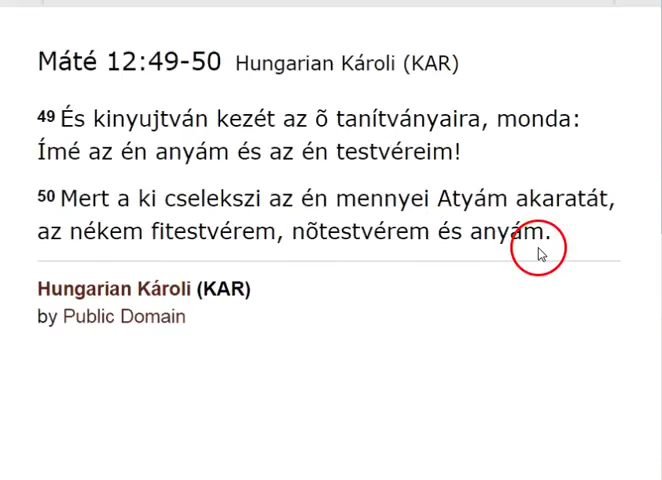 Máté 12:49-50 Hungarian Károli (KAR)
49 És kinyujtván kezét az õ tanítványaira, monda:
Ímé az én anyám és az én testvéreim!
50 Mert a ki cselekszi az én mennyei Atyám akaratát,
az nékem fitestvérem, nõtestvérem és anyám.
Hungarian Károli (KAR)
by Public Domain